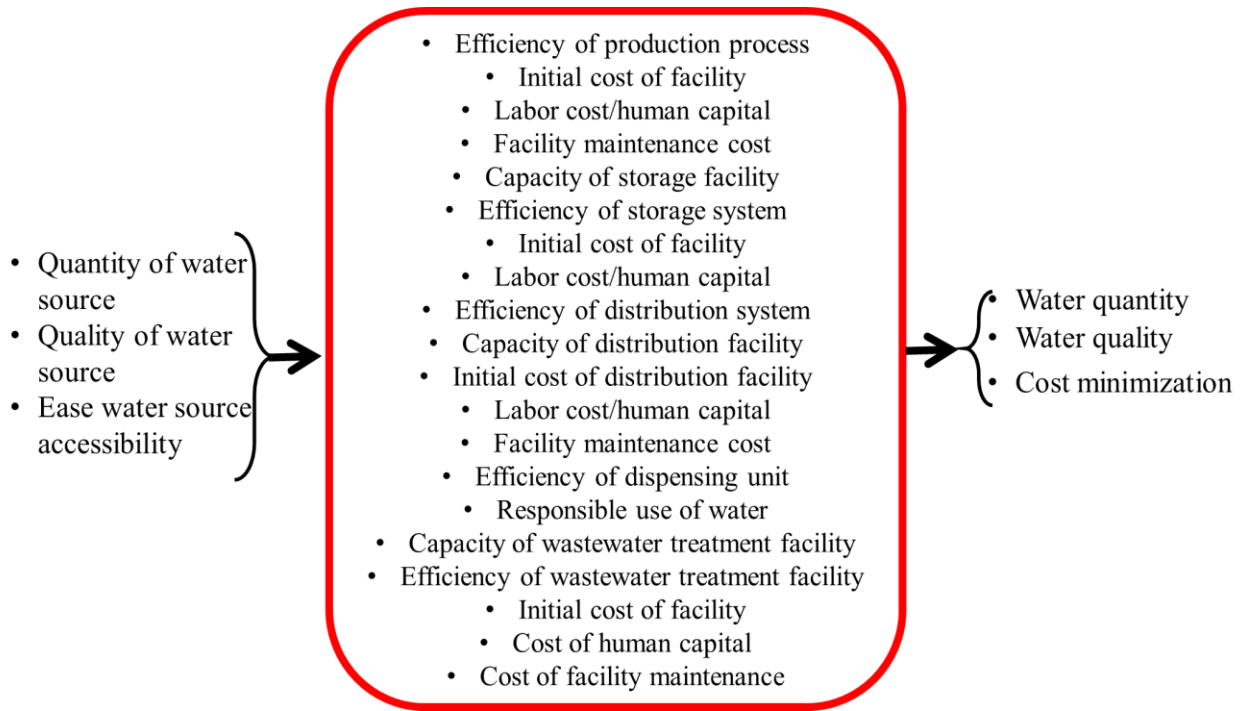 • Quantity of water
source
• Quality of water
source
• Ease water source
accessibility
• Efficiency of production process
• Initial cost of facility
• Labor cost/human capital
• Facility maintenance cost
• Capacity of storage facility
• Efficiency of storage system
• Initial cost of facility
• Labor cost/human capital
• Efficiency of distribution system
• Capacity of distribution facility
• Initial cost of distribution facility
• Labor cost/human capital
• Facility maintenance cost
• Efficiency of dispensing unit
• Responsible use of water
• Capacity of wastewater treatment facility
• Efficiency of wastewater treatment facility
• Initial cost of facility
• Cost of human capital
• Cost of facility maintenance
• Water quantity
• Water quality
• Cost minimization